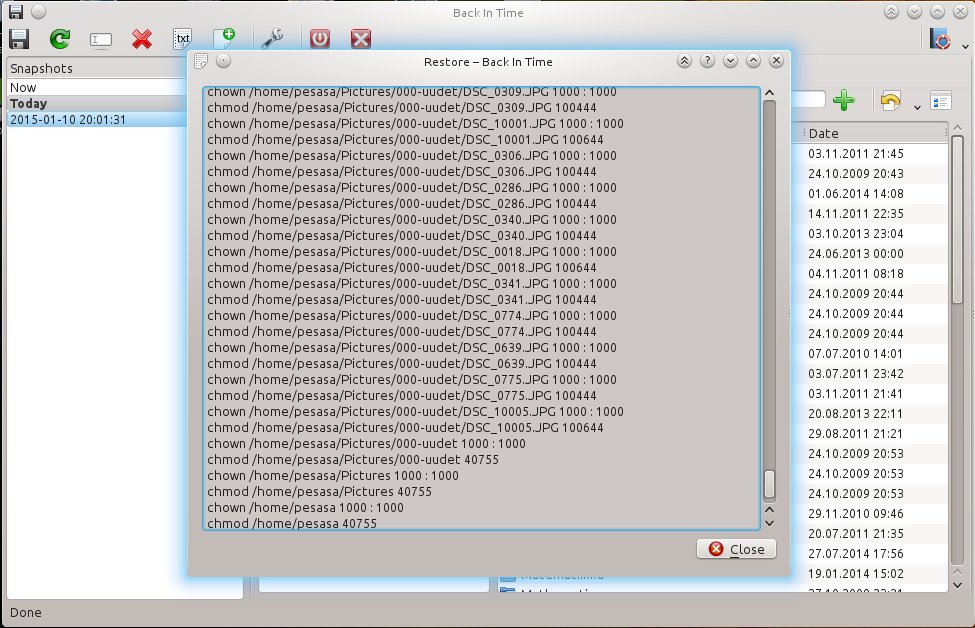 Back In Time
txt
Restore – Back In Time
Snapshots
Now
Today
2015-01-10 20:01:31
chown /home/pesasa/Pictures/000-uudet/DSC_0309.JPG 1000 : 1000
chmod /home/pesasa/Pictures/000-uudet/DSC_0309.JPG 100444
chown /home/pesasa/Pictures/000-uudet/DSC_10001.JPG 1000 : 1000
chmod /home/pesasa/Pictures/000-uudet/DSC_10001.JPG 100644
chown /home/pesasa/Pictures/000-uudet/DSC_0306.JPG 1000 : 1000
chmod /home/pesasa/Pictures/000-uudet/DSC_0306.JPG 100444
chown /home/pesasa/Pictures/000-uudet/DSC_0286.JPG 1000 : 1000
chmod /home/pesasa/Pictures/000-uudet/DSC_0286.JPG 100444
chown /home/pesasa/Pictures/000-uudet/DSC_0340.JPG 1000 : 1000
chmod /home/pesasa/Pictures/000-uudet/DSC_0340.JPG 100444
chown /home/pesasa/Pictures/000-uudet/DSC_0018.JPG 1000 : 1000
chmod /home/pesasa/Pictures/000-uudet/DSC_0018.JPG 100644
chown /home/pesasa/Pictures/000-uudet/DSC_0341.JPG 1000 : 1000
chmod /home/pesasa/Pictures/000-uudet/DSC_0341.JPG 100444
chown /home/pesasa/Pictures/000-uudet/DSC_0774.JPG 1000 : 1000
chmod /home/pesasa/Pictures/000-uudet/DSC_0774.JPG 100444
chown /home/pesasa/Pictures/000-uudet/DSC_0639.JPG 1000 : 1000
chmod /home/pesasa/Pictures/000-uudet/DSC_0639.JPG 100444
chown /home/pesasa/Pictures/000-uudet/DSC_0775.JPG 1000 : 1000
chmod /home/pesasa/Pictures/000-uudet/DSC_0775.JPG 100444
chown /home/pesasa/Pictures/000-uudet/DSC_10005.JPG 1000 : 1000
chmod /home/pesasa/Pictures/000-uudet/DSC_10005.JPG 100644
chown /home/pesasa/Pictures/000-uudet 1000 : 1000
chmod /home/pesasa/Pictures/000-uudet 40755
chown /home/pesasa/Pictures 1000 : 1000
chmod /home/pesasa/Pictures 40755
chown /home/pesasa 1000 : 1000
chmod /home/pesasa 40755
Close
Date
03.11.2011 21:45
24.10.2009 20:43
01.06.2014 14:08
14.11.2011 22:35
03.10.2013 23:04
24.06.2013 00:00
04.11.2011 08:18
24.10.2009 20:44
24.10.2009 20:44
24.10.2009 20:44
07.07.2010 14:01
03.07.2011 23:42
03.11.2011 21:41
20.08.2013 22:11
29.08.2011 21:21
24.10.2009 20:53
24.10.2009 20:53
24.10.2009 20:53
29.11.2010 09:46
20.07.2011 21:35
27.07.2014 17:56
19.01.2014 15:02
Done